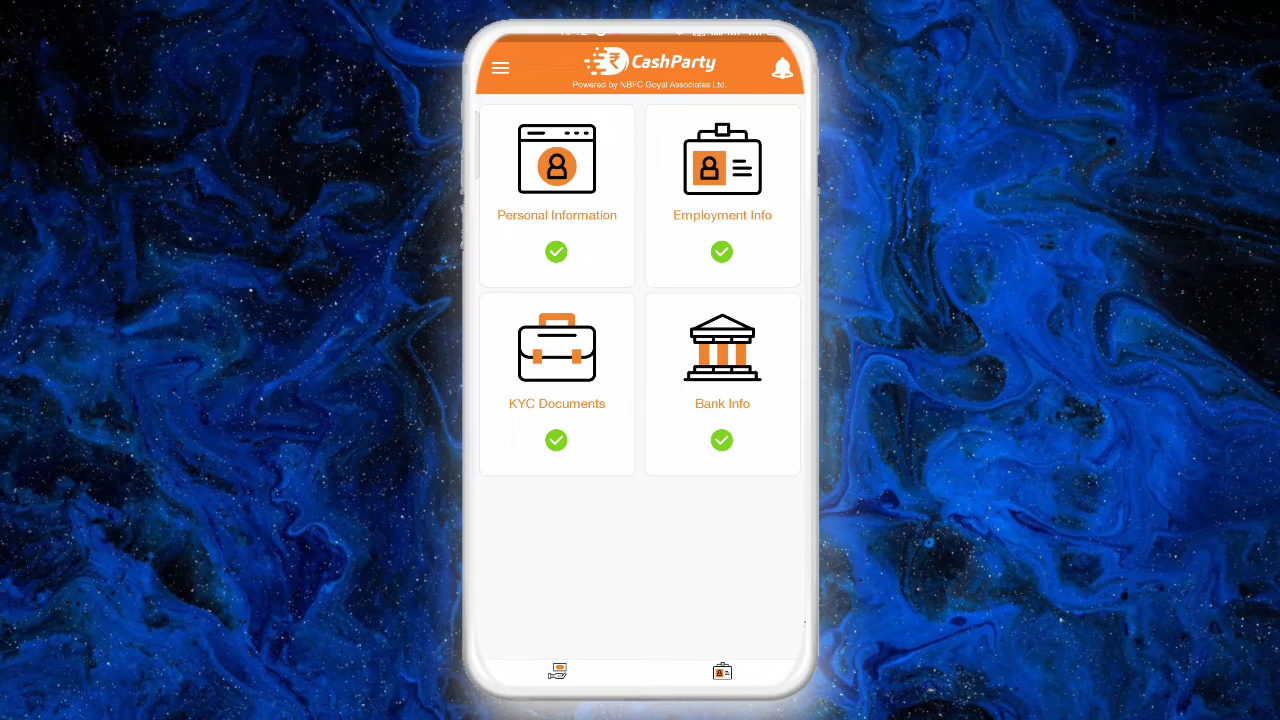 CashParty
Powered by NBFC Goyal Associates Ltd.
Personal Information
Employment Info
KYC Documents
Bank Info